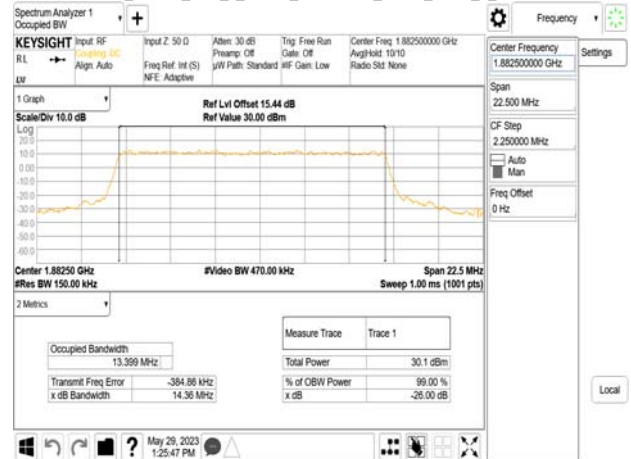 Spectrum Analyzer 1
Occupied BW
Frequency
KEYSIGHT
Input: RF
Coupling: DC
Align: Auto
Input Z: 50 Ω
Freq Ref: Int (S)
NFE: Adaptive
Atten: 30 dB
Preamp: Off
µW Path: Standard
Trig: Free Run
Gate: Off
#IF Gain: Low
Center Freq: 1.882500000 GHz
Avg|Hold: 10/10
Radio Std: None
RL
LXI
Center Frequency
1.882500000 GHz
Settings
Span
22.500 MHz
CF Step
2.250000 MHz
Auto
Man
Freq Offset
0 Hz
Local
1 Graph
Scale/Div 10.0 dB
Ref Lvl Offset 15.44 dB
Ref Value 30.00 dBm
Log
20.0
10.0
0.00
-10.0
-20.0
-30.0
-40.0
-50.0
-60.0
Center 1.88250 GHz
#Video BW 470.00 kHz
Span 22.5 MHz
#Res BW 150.00 kHz
Sweep 1.00 ms (1001 pts)
2 Metrics
Measure Trace
Trace 1
Occupied Bandwidth
13.399 MHz
Total Power
30.1 dBm
Transmit Freq Error
-384.86 kHz
% of OBW Power
99.00 %
x dB Bandwidth
14.36 MHz
x dB
-26.00 dB
May 29, 2023
1:25:47 PM